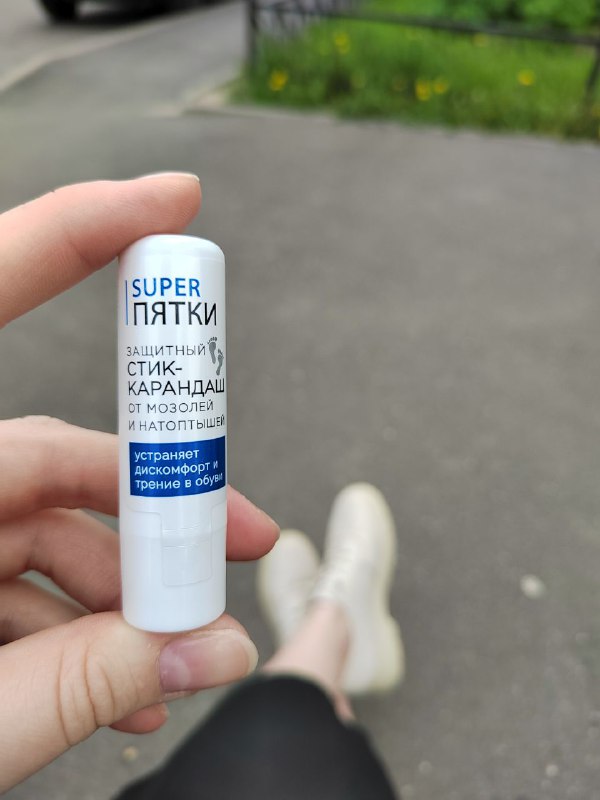 SUPER
ПЯТКИ
ЗАЩИТНЫЙ
СТИК-
КАРАНДАШ
ОТ МОЗОЛЕЙ
И НАТОПТЫШЕЙ
устраняет
дискомфорт и
трение в обуви